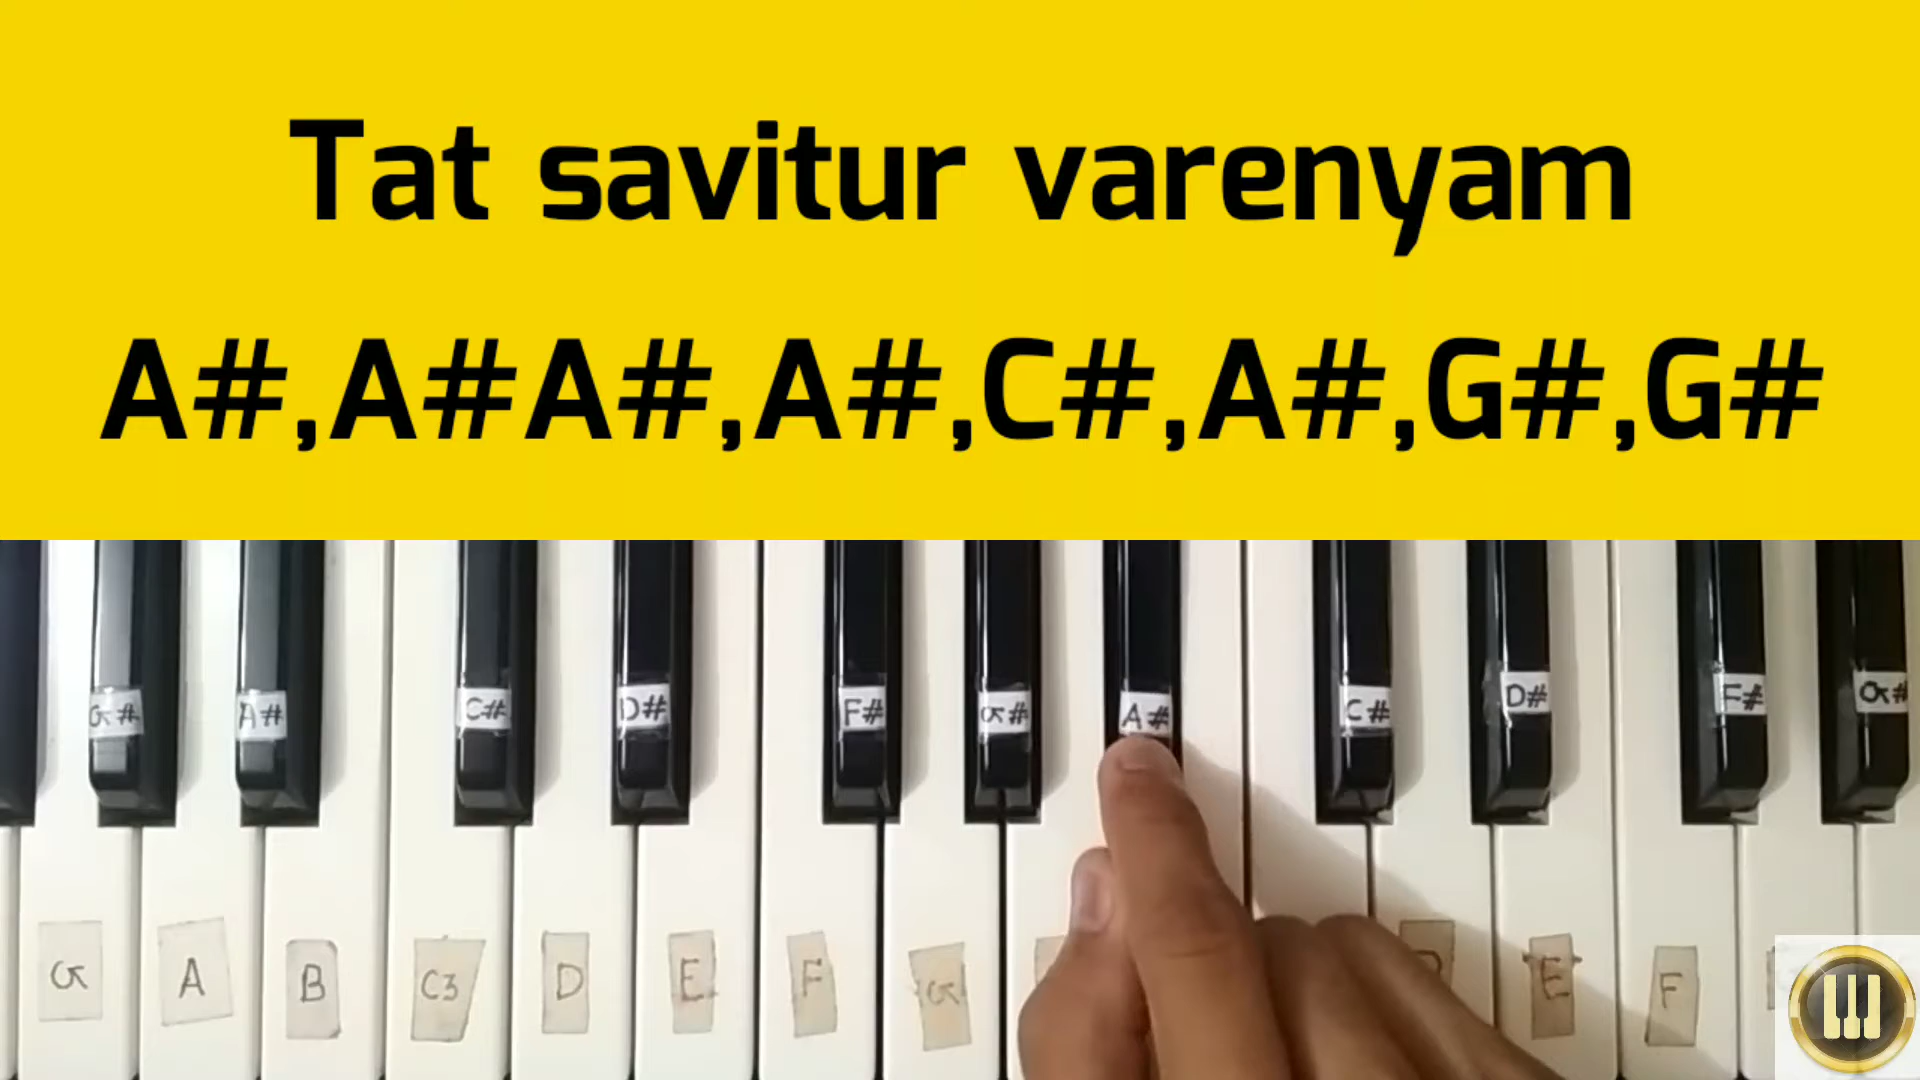 Tat savitur varenyam
A#,A#A#,A#,C#,A#,G#,G#
G# A# C# D# F# G# A# C# D# F# G#
G A B C3 D E F G D E F